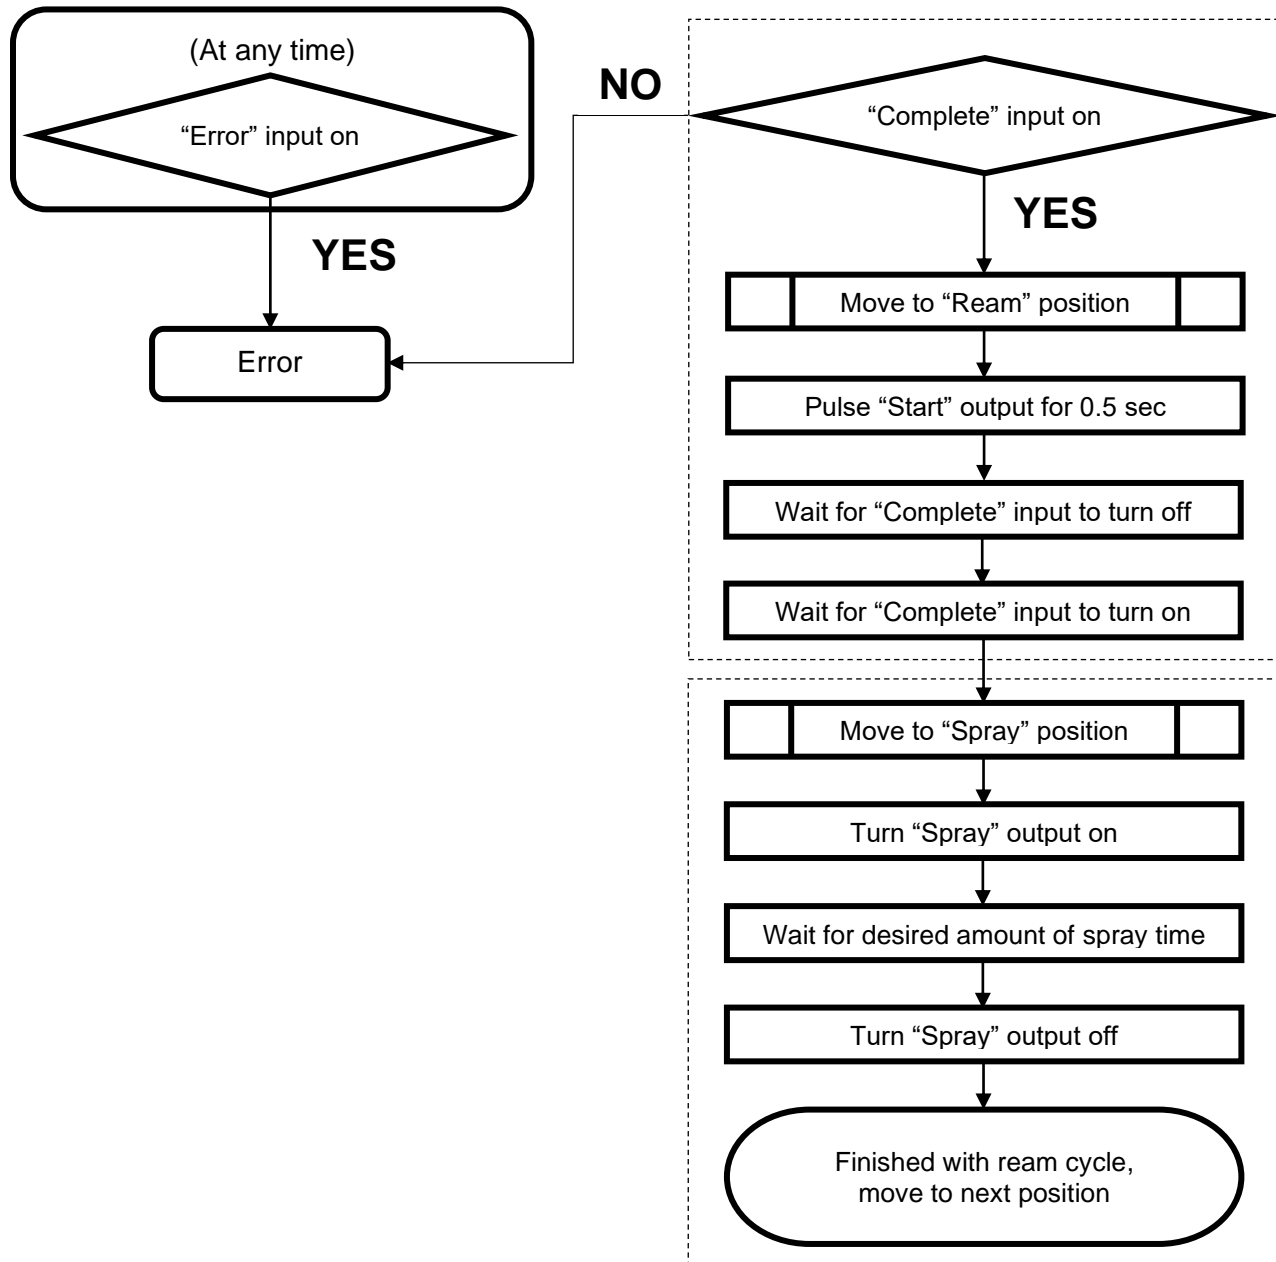 (At any time)
“Error” input on
YES
Error
NO
“Complete” input on
YES
Move to “Ream” position
Pulse “Start” output for 0.5 sec
Wait for “Complete” input to turn off
Wait for “Complete” input to turn on
Move to “Spray” position
Turn “Spray” output on
Wait for desired amount of spray time
Turn “Spray” output off
Finished with ream cycle,
move to next position